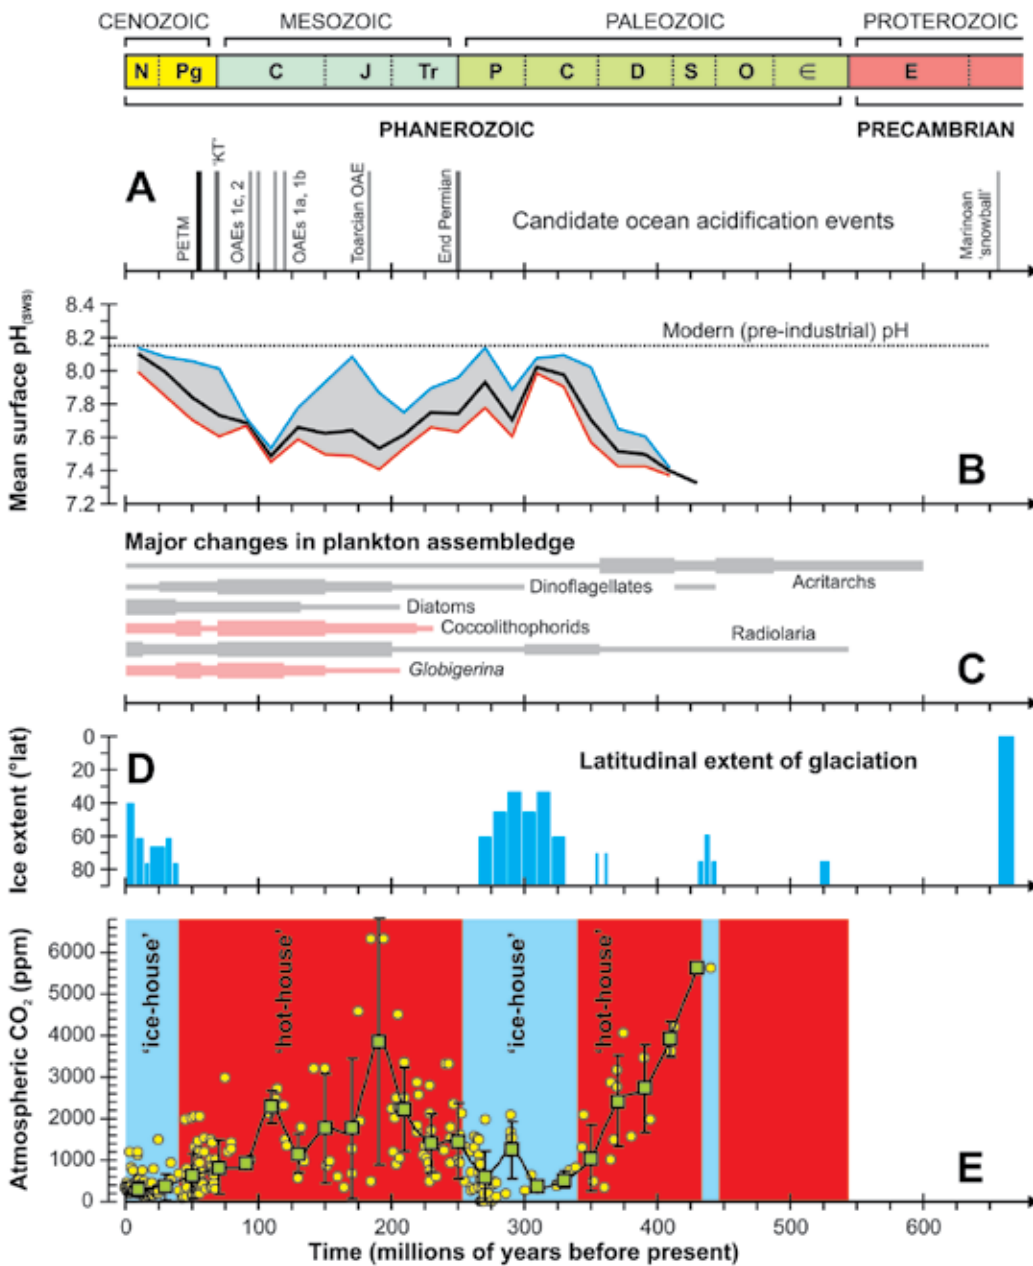 CENOZOIC MESOZOIC PALEOZOIC PROTEROZOIC
N Pg C J Tr P C D S O ∈ E
PHANEROZOIC PRECAMBRIAN
A
PETM
'KT'
OAEs 1c, 2
OAEs 1a, 1b
Toarcian OAE
End Permian
Candidate ocean acidification events
Marinoan
'snowball'
Mean surface pH(SWS)
8.4
8.2
8.0
7.8
7.6
7.4
7.2
Modern (pre-industrial) pH
B
Major changes in plankton assembledge
Acritarchs
Dinoflagellates
Diatoms
Coccolithophorids
Radiolaria
Globigerina
C
Ice extent (°lat)
0
20
40
60
80
D
Latitudinal extent of glaciation
Atmospheric CO₂ (ppm)
6000
5000
4000
3000
2000
1000
0
'ice-house'
'hot-house'
'ice-house'
'hot-house'
E
0 100 200 300 400 500 600
Time (millions of years before present)